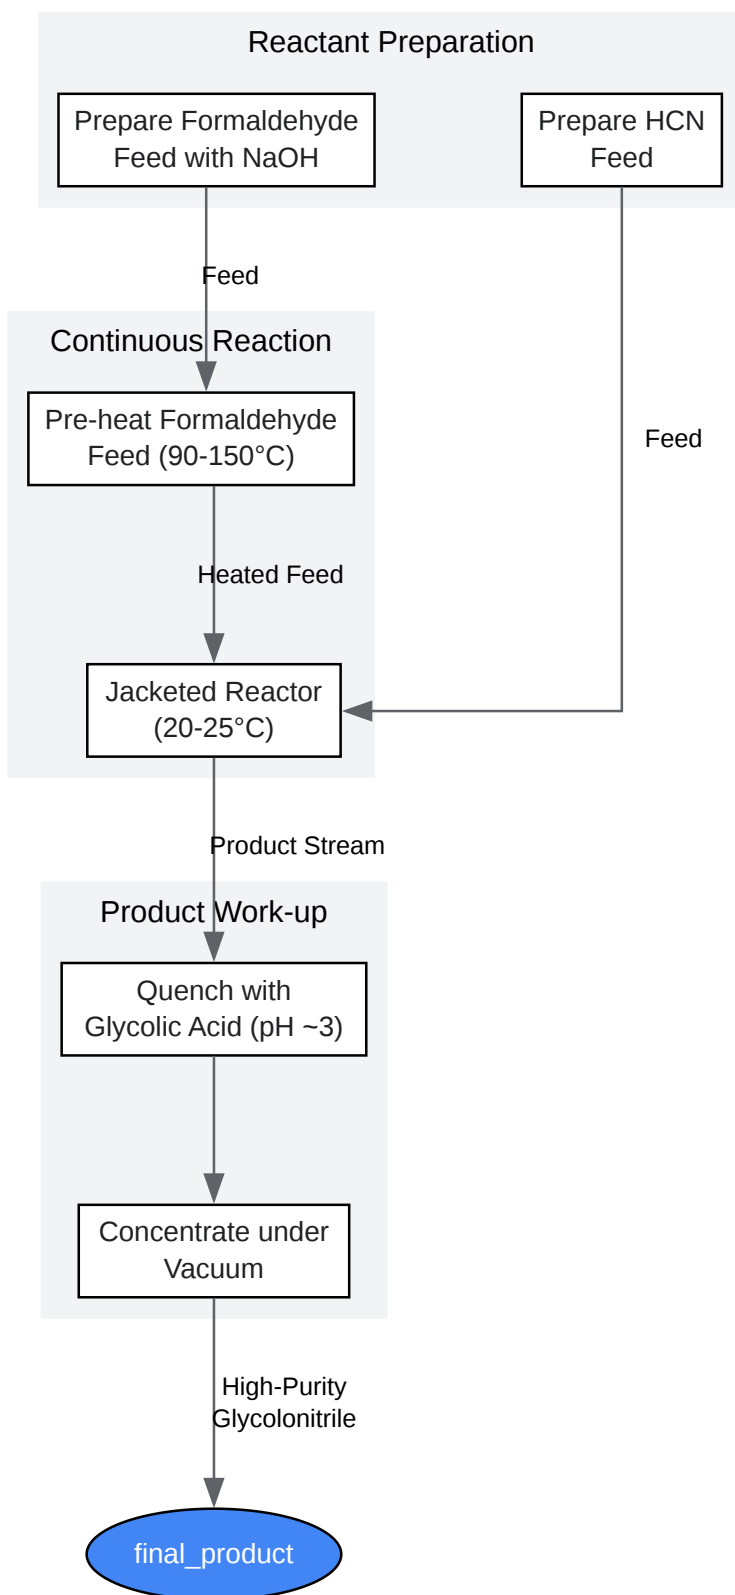 Reactant Preparation
Prepare Formaldehyde
Feed with NaOH
Prepare HCN
Feed
Feed
Continuous Reaction
Pre-heat Formaldehyde
Feed (90-150°C)
Feed
Heated Feed
Jacketed Reactor
(20-25°C)
Product Stream
Product Work-up
Quench with
Glycolic Acid (pH ~3)
Concentrate under
Vacuum
High-Purity
Glycolonitrile
final_product